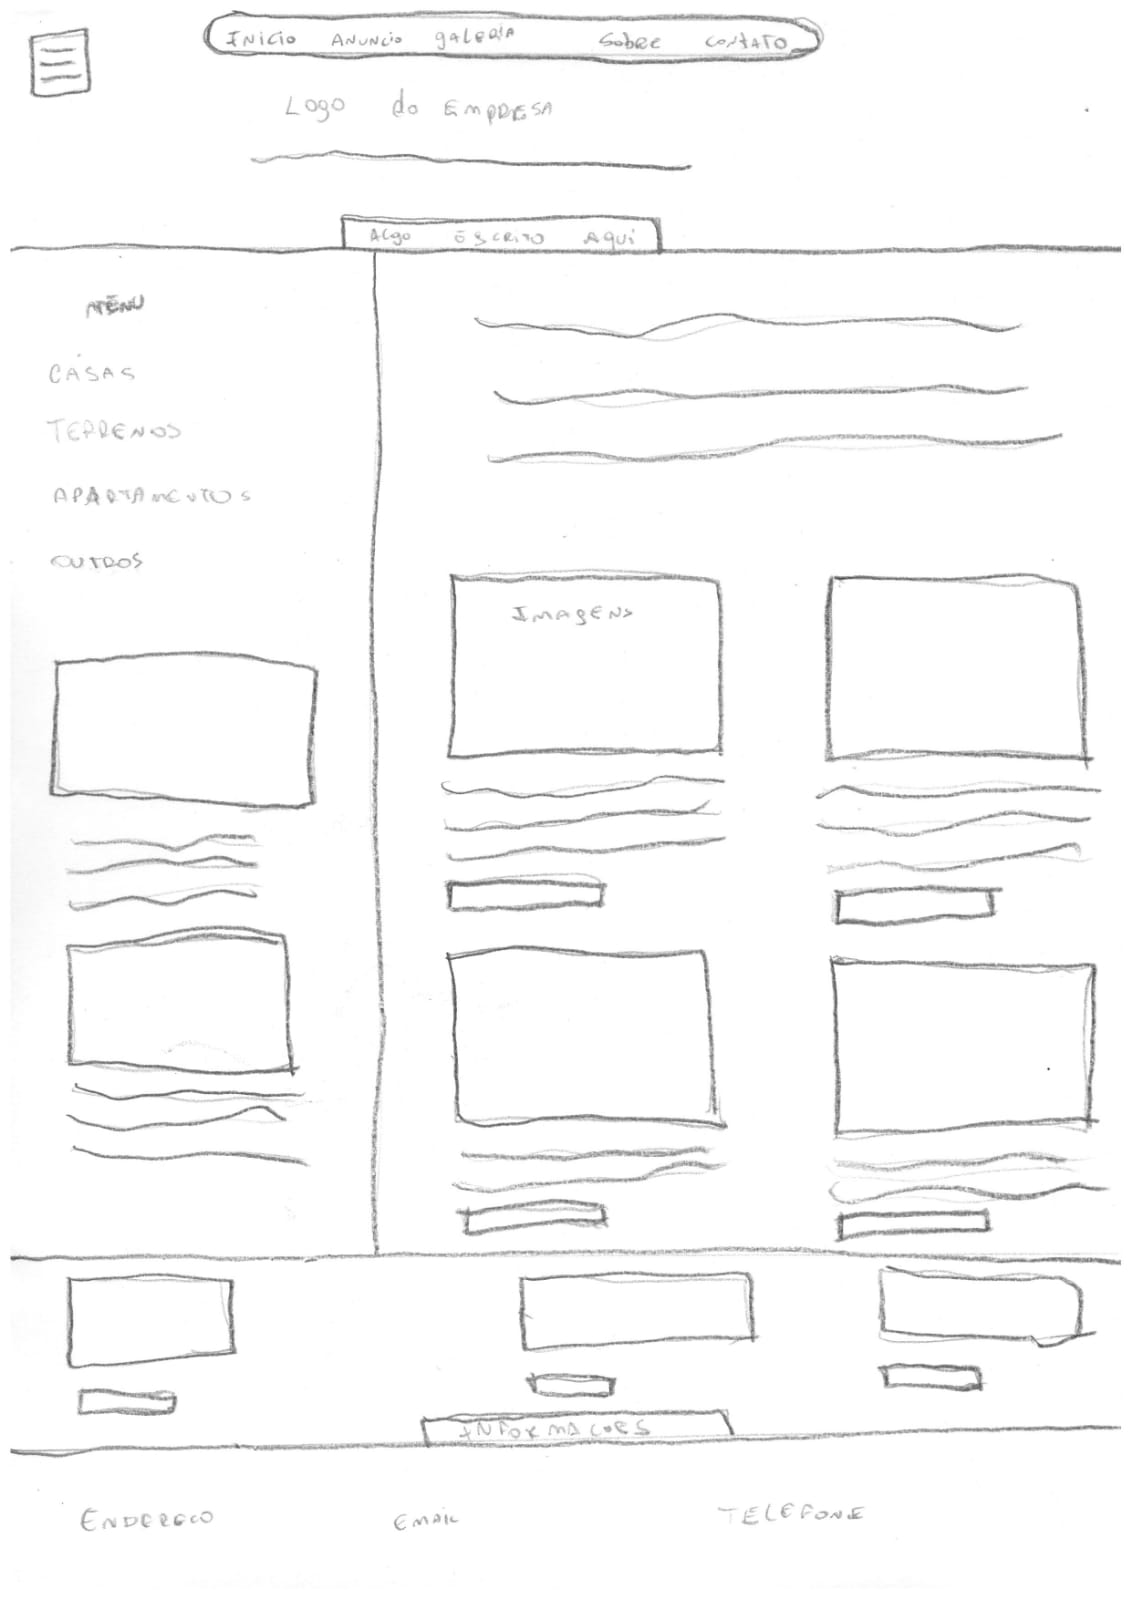 INICIO ANUNCIO gALERIA Sobre CONTATO
Logo do EMPRESA
Algo ESCRITO AQUI
MENU
CASAS
TERRENOS
APARTAMENTOS
OUTROS
IMAGENS
INFORMACOES
ENDERECO EMAIL TELEFONE